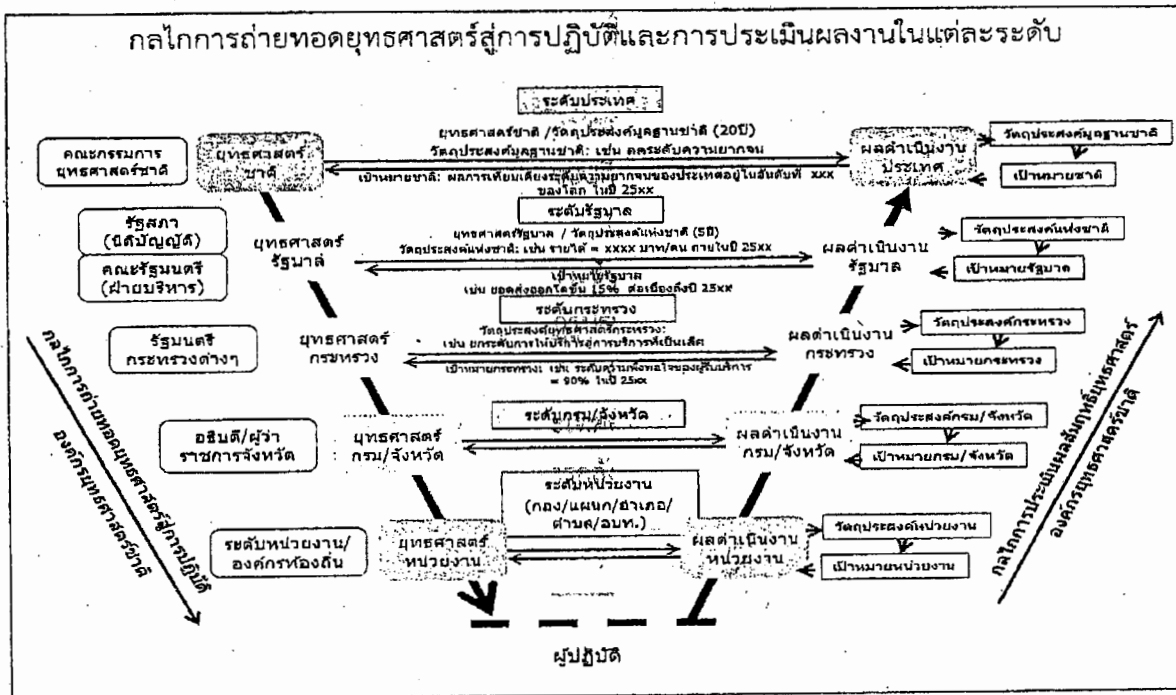 กลไกการถ่ายทอดยุทธศาสตร์สู่การปฏิบัติและการประเมินผลงานในแต่ละระดับ
ระดับประเทศ
คณะกรรมการ
ยุทธศาสตร์ชาติ
ยุทธศาสตร์
ชาติ
ยุทธศาสตร์ชาติ /วัตถุประสงค์มูลฐานชาติ (20ปี)
วัตถุประสงค์มูลฐานชาติ: เช่น ลดระดับความยากจน
เป้าหมายชาติ: ผลการเทียบเคียงระดับความยากจนของประเทศอยู่ในอันดับที่ xxx
ของโลก ในปี 25xx
ผลดำเนินงาน
ประเทศ
วัตถุประสงค์มูลฐานชาติ
เป้าหมายชาติ
ระดับรัฐบาล
รัฐสภา
(นิติบัญญัติ)
คณะรัฐมนตรี
(ฝ่ายบริหาร)
ยุทธศาสตร์
รัฐบาล
ยุทธศาสตร์รัฐบาล / วัตถุประสงค์แห่งชาติ (5ปี)
วัตถุประสงค์แห่งชาติ: เช่น รายได้ = xxxx บาท/คน ภายในปี 25xx
เป้าหมายรัฐบาล
เช่น ยอดส่งออกโตขึ้น 15% ต่อเนื่องถึงปี 25xx
ผลดำเนินงาน
รัฐบาล
วัตถุประสงค์แห่งชาติ
เป้าหมายรัฐบาล
ระดับกระทรวง
รัฐมนตรี
กระทรวงต่างๆ
ยุทธศาสตร์
กระทรวง
วัตถุประสงค์ยุทธศาสตร์กระทรวง:
เช่น ยกระดับการให้บริการสู่การบริการที่เป็นเลิศ
เป้าหมายกระทรวง: เช่น ระดับความพึงพอใจของผู้รับบริการ
= 90% ในปี 25xx
ผลดำเนินงาน
กระทรวง
วัตถุประสงค์กระทรวง
เป้าหมายกระทรวง
ระดับกรม/จังหวัด
อธิบดี/ผู้ว่า
ราชการจังหวัด
ยุทธศาสตร์
กรม/จังหวัด
ผลดำเนินงาน
กรม/จังหวัด
วัตถุประสงค์กรม/จังหวัด
เป้าหมายกรม/จังหวัด
ระดับหน่วยงาน
(กอง/แผนก/อำเภอ/
ตำบล/อบท.)
ระดับหน่วยงาน/
องค์กรท้องถิ่น
ยุทธศาสตร์
หน่วยงาน
ผลดำเนินงาน
หน่วยงาน
วัตถุประสงค์หน่วยงาน
เป้าหมายหน่วยงาน
กลไกการถ่ายทอดยุทธศาสตร์สู่การปฏิบัติ
องค์กรยุทธศาสตร์ชาติ
กลไกการประเมินผลสัมฤทธิ์ยุทธศาสตร์
องค์กรยุทธศาสตร์ชาติ
ผู้ปฏิบัติ